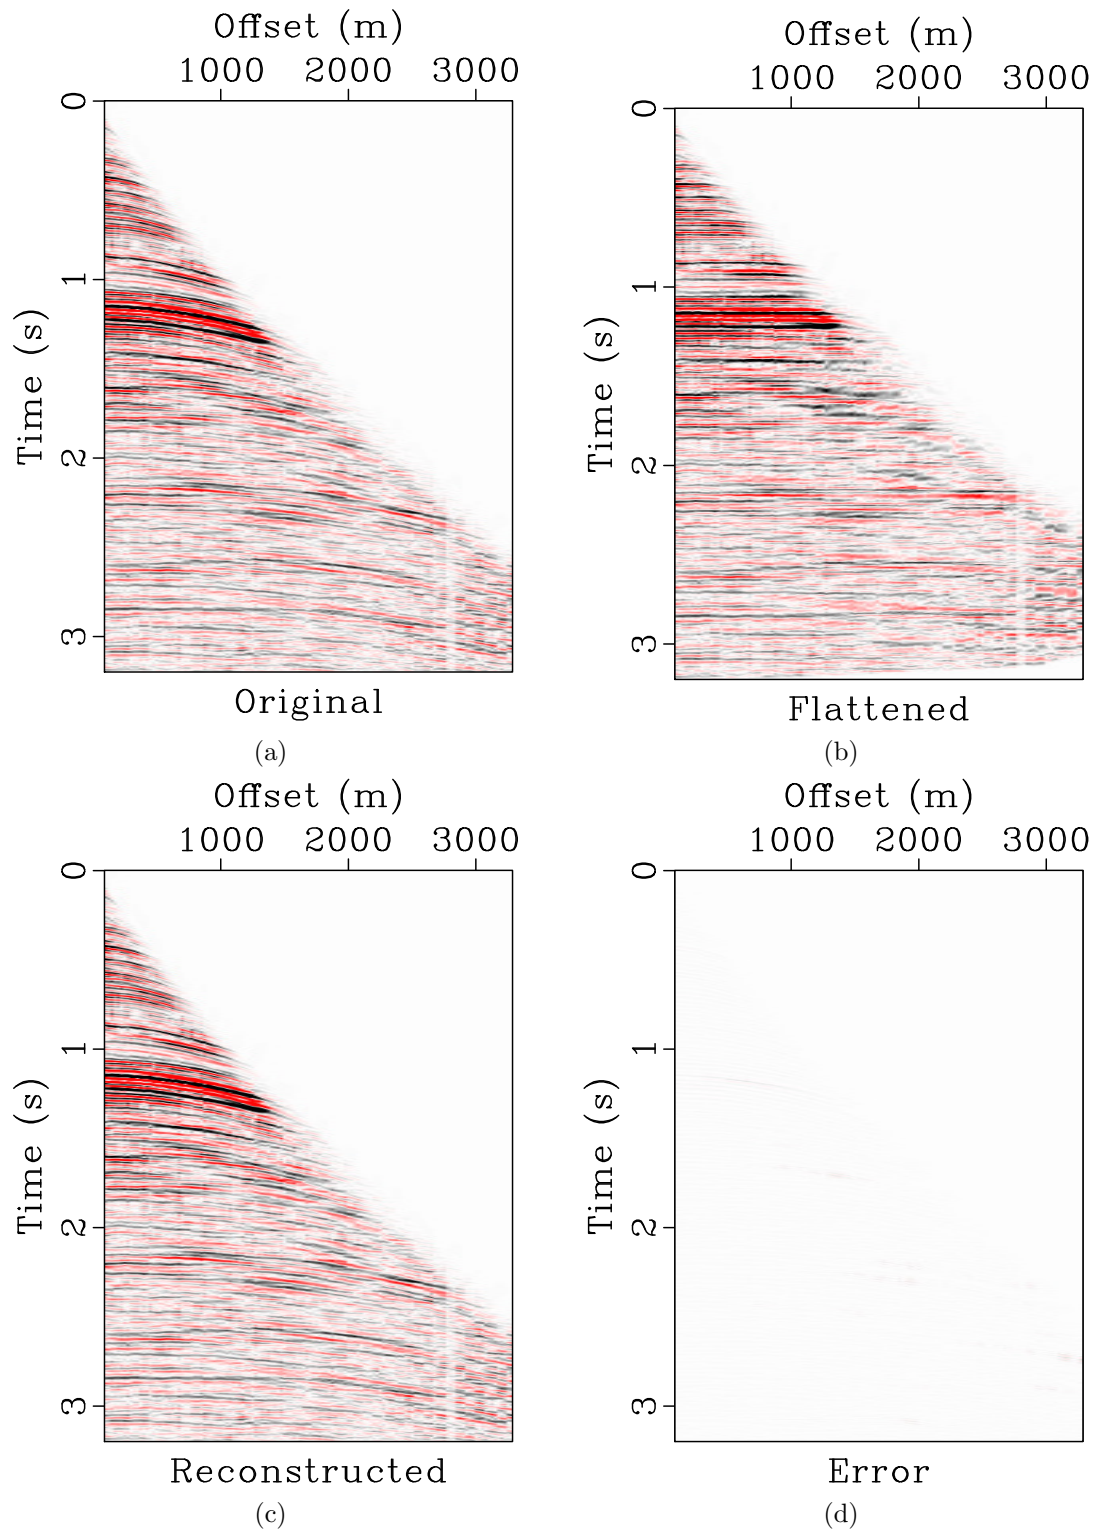 Offset (m)
1000 2000 3000
0
1
2
3
Time (s)
Original
(a)
Offset (m)
1000 2000 3000
0
1
2
3
Time (s)
Flattened
(b)
Offset (m)
1000 2000 3000
0
1
2
3
Time (s)
Reconstructed
(c)
Offset (m)
1000 2000 3000
0
1
2
3
Time (s)
Error
(d)